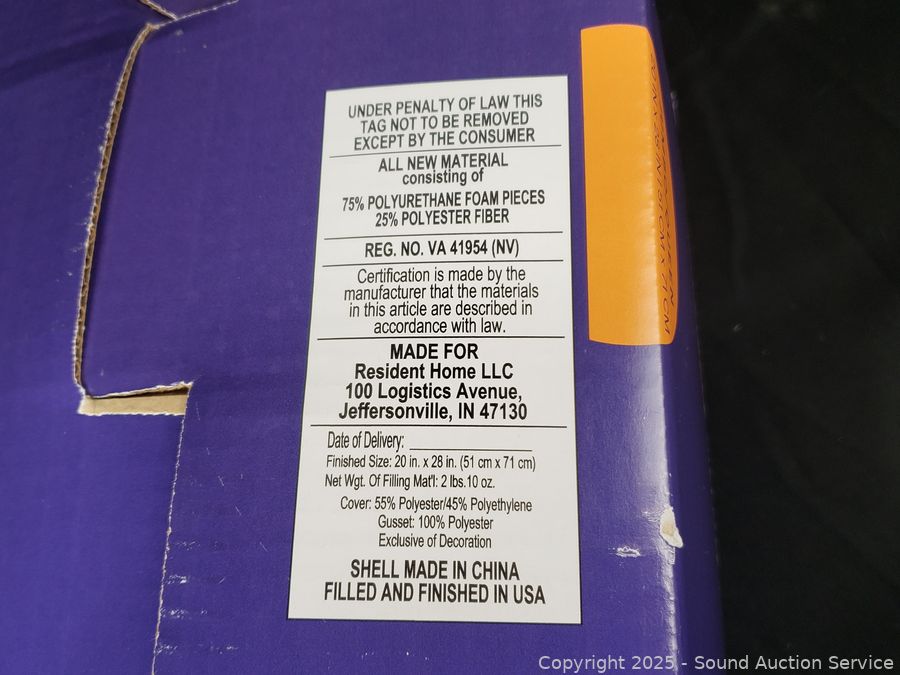 UNDER PENALTY OF LAW THIS
TAG NOT TO BE REMOVED
EXCEPT BY THE CONSUMER
ALL NEW MATERIAL
consisting of
75% POLYURETHANE FOAM PIECES
25% POLYESTER FIBER
REG. NO. VA 41954 (NV)
Certification is made by the
manufacturer that the materials
in this article are described in
accordance with law.
MADE FOR
Resident Home LLC
100 Logistics Avenue,
Jeffersonville, IN 47130
Date of Delivery:
Finished Size: 20 in. x 28 in. (51 cm x 71 cm)
Net Wgt. Of Filling Mat'l: 2 lbs.10 oz.
Cover: 55% Polyester/45% Polyethylene
Gusset: 100% Polyester
Exclusive of Decoration
SHELL MADE IN CHINA
FILLED AND FINISHED IN USA
Copyright 2025 - Sound Auction Service